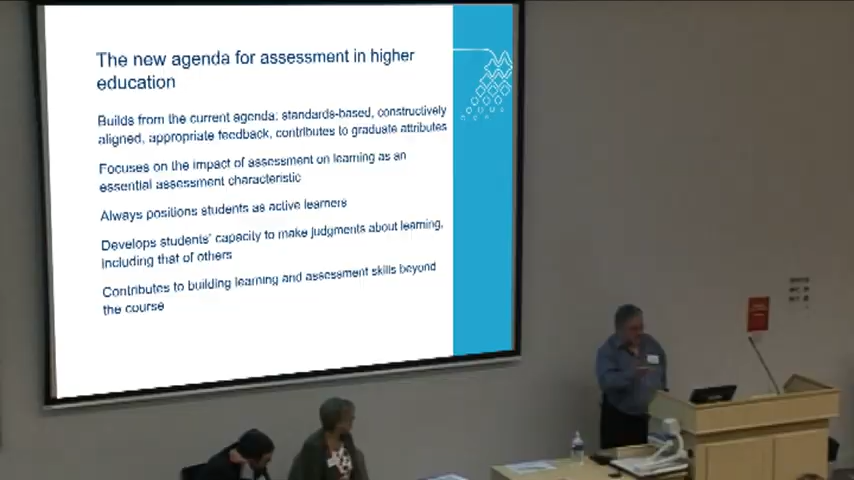 The new agenda for assessment in higher
education
Builds from the current agenda: standards-based, constructively
aligned, appropriate feedback, contributes to graduate attributes
Focuses on the impact of assessment on learning as an
essential assessment characteristic
Always positions students as active learners
Develops students' capacity to make judgments about learning,
including that of others
Contributes to building learning and assessment skills beyond
the course